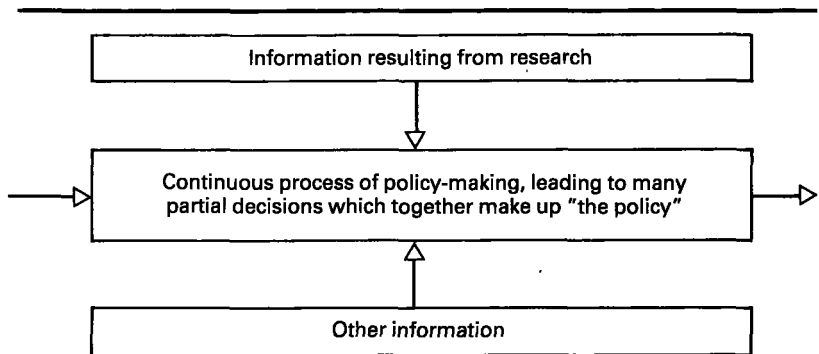 Information resulting from research
Continuous process of policy-making, leading to many
partial decisions which together make up "the policy"
Other information